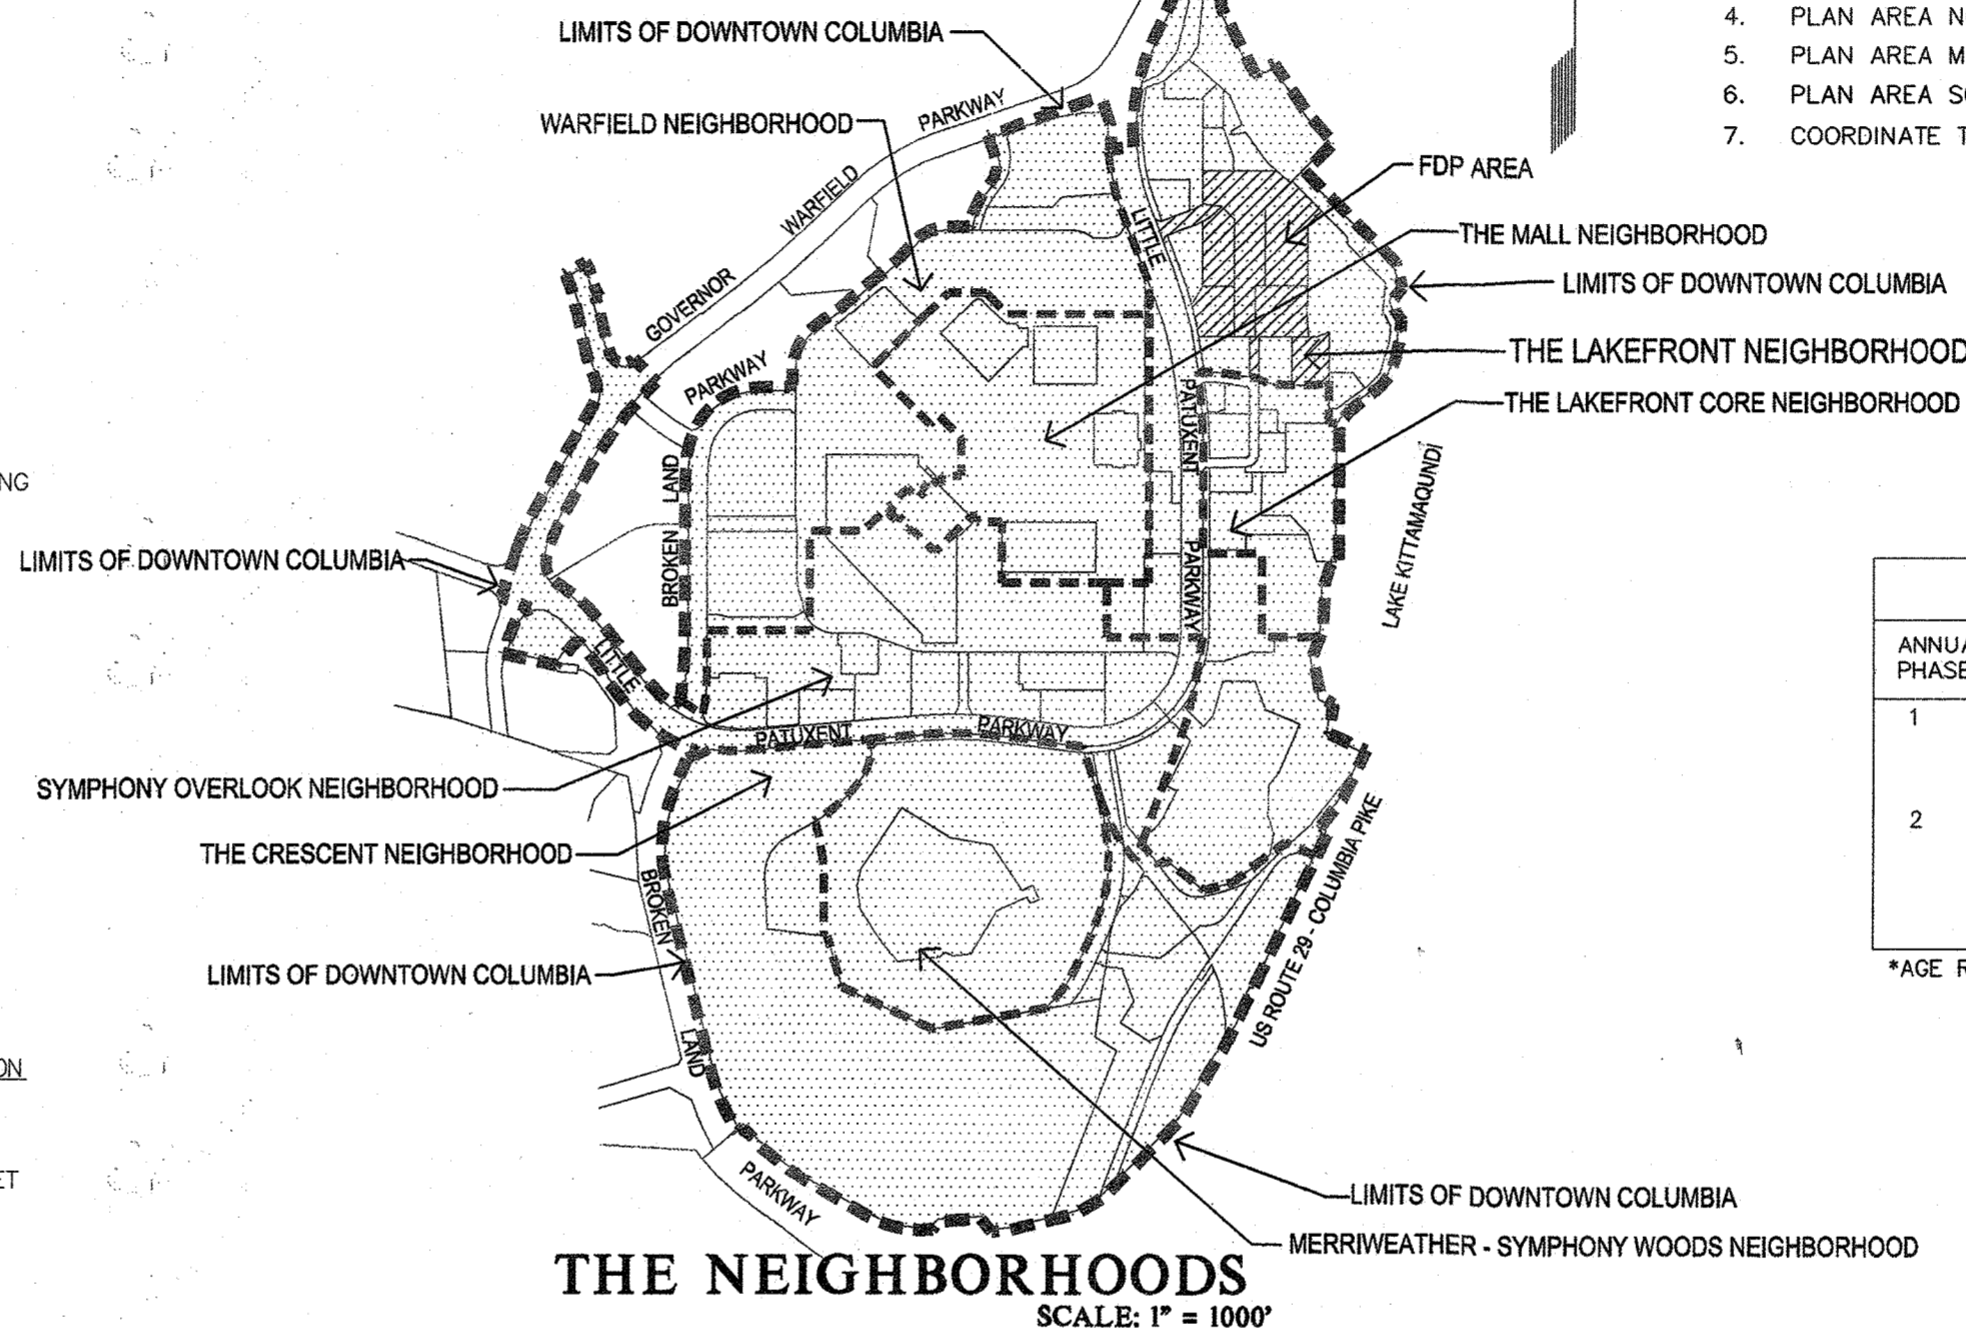 LIMITS OF DOWNTOWN COLUMBIA
4. PLAN AREA N
5. PLAN AREA M
6. PLAN AREA
7. COORDINATE T
WARFIELD NEIGHBORHOOD
GOVERNOR WARFIELD PARKWAY
FDP AREA
THE MALL NEIGHBORHOOD
LIMITS OF DOWNTOWN COLUMBIA
THE LAKEFRONT NEIGHBORHOOD
THE LAKEFRONT CORE NEIGHBORHOOD
LITTLE PATUXENT PARKWAY
BROKEN LAND PARKWAY
LAKE KITTAMAQUNDI
NG
LIMITS OF DOWNTOWN COLUMBIA
LITTLE PATUXENT PARKWAY
ANNUA
PHASE
1
2
*AGE R
SYMPHONY OVERLOOK NEIGHBORHOOD
THE CRESCENT NEIGHBORHOOD
LIMITS OF DOWNTOWN COLUMBIA
BROKEN LAND PARKWAY
US ROUTE 29 - COLUMBIA PIKE
ON
ET
LIMITS OF DOWNTOWN COLUMBIA
MERRIWEATHER - SYMPHONY WOODS NEIGHBORHOOD
THE NEIGHBORHOODS
SCALE: 1" = 1000'